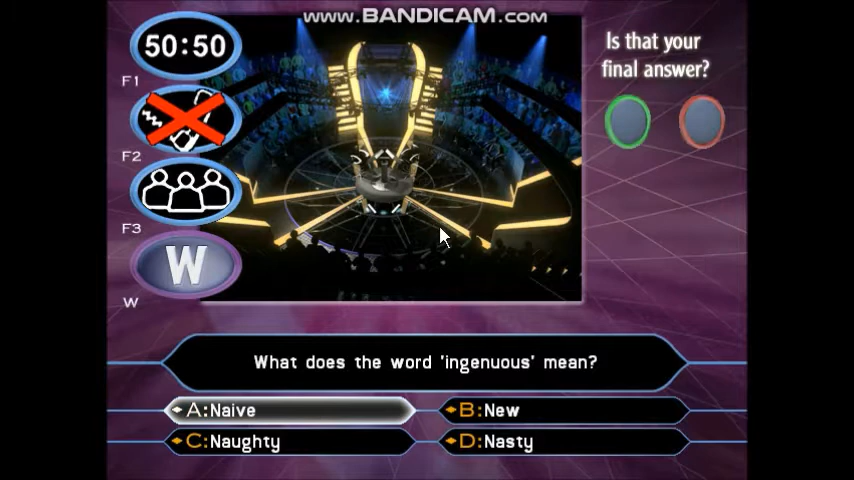 www.BANDICAM.com
50:50
F1
F2
F3
W
W
Is that your
final answer?
What does the word 'ingenuous' mean?
A:Naive
B:New
C:Naughty
D:Nasty